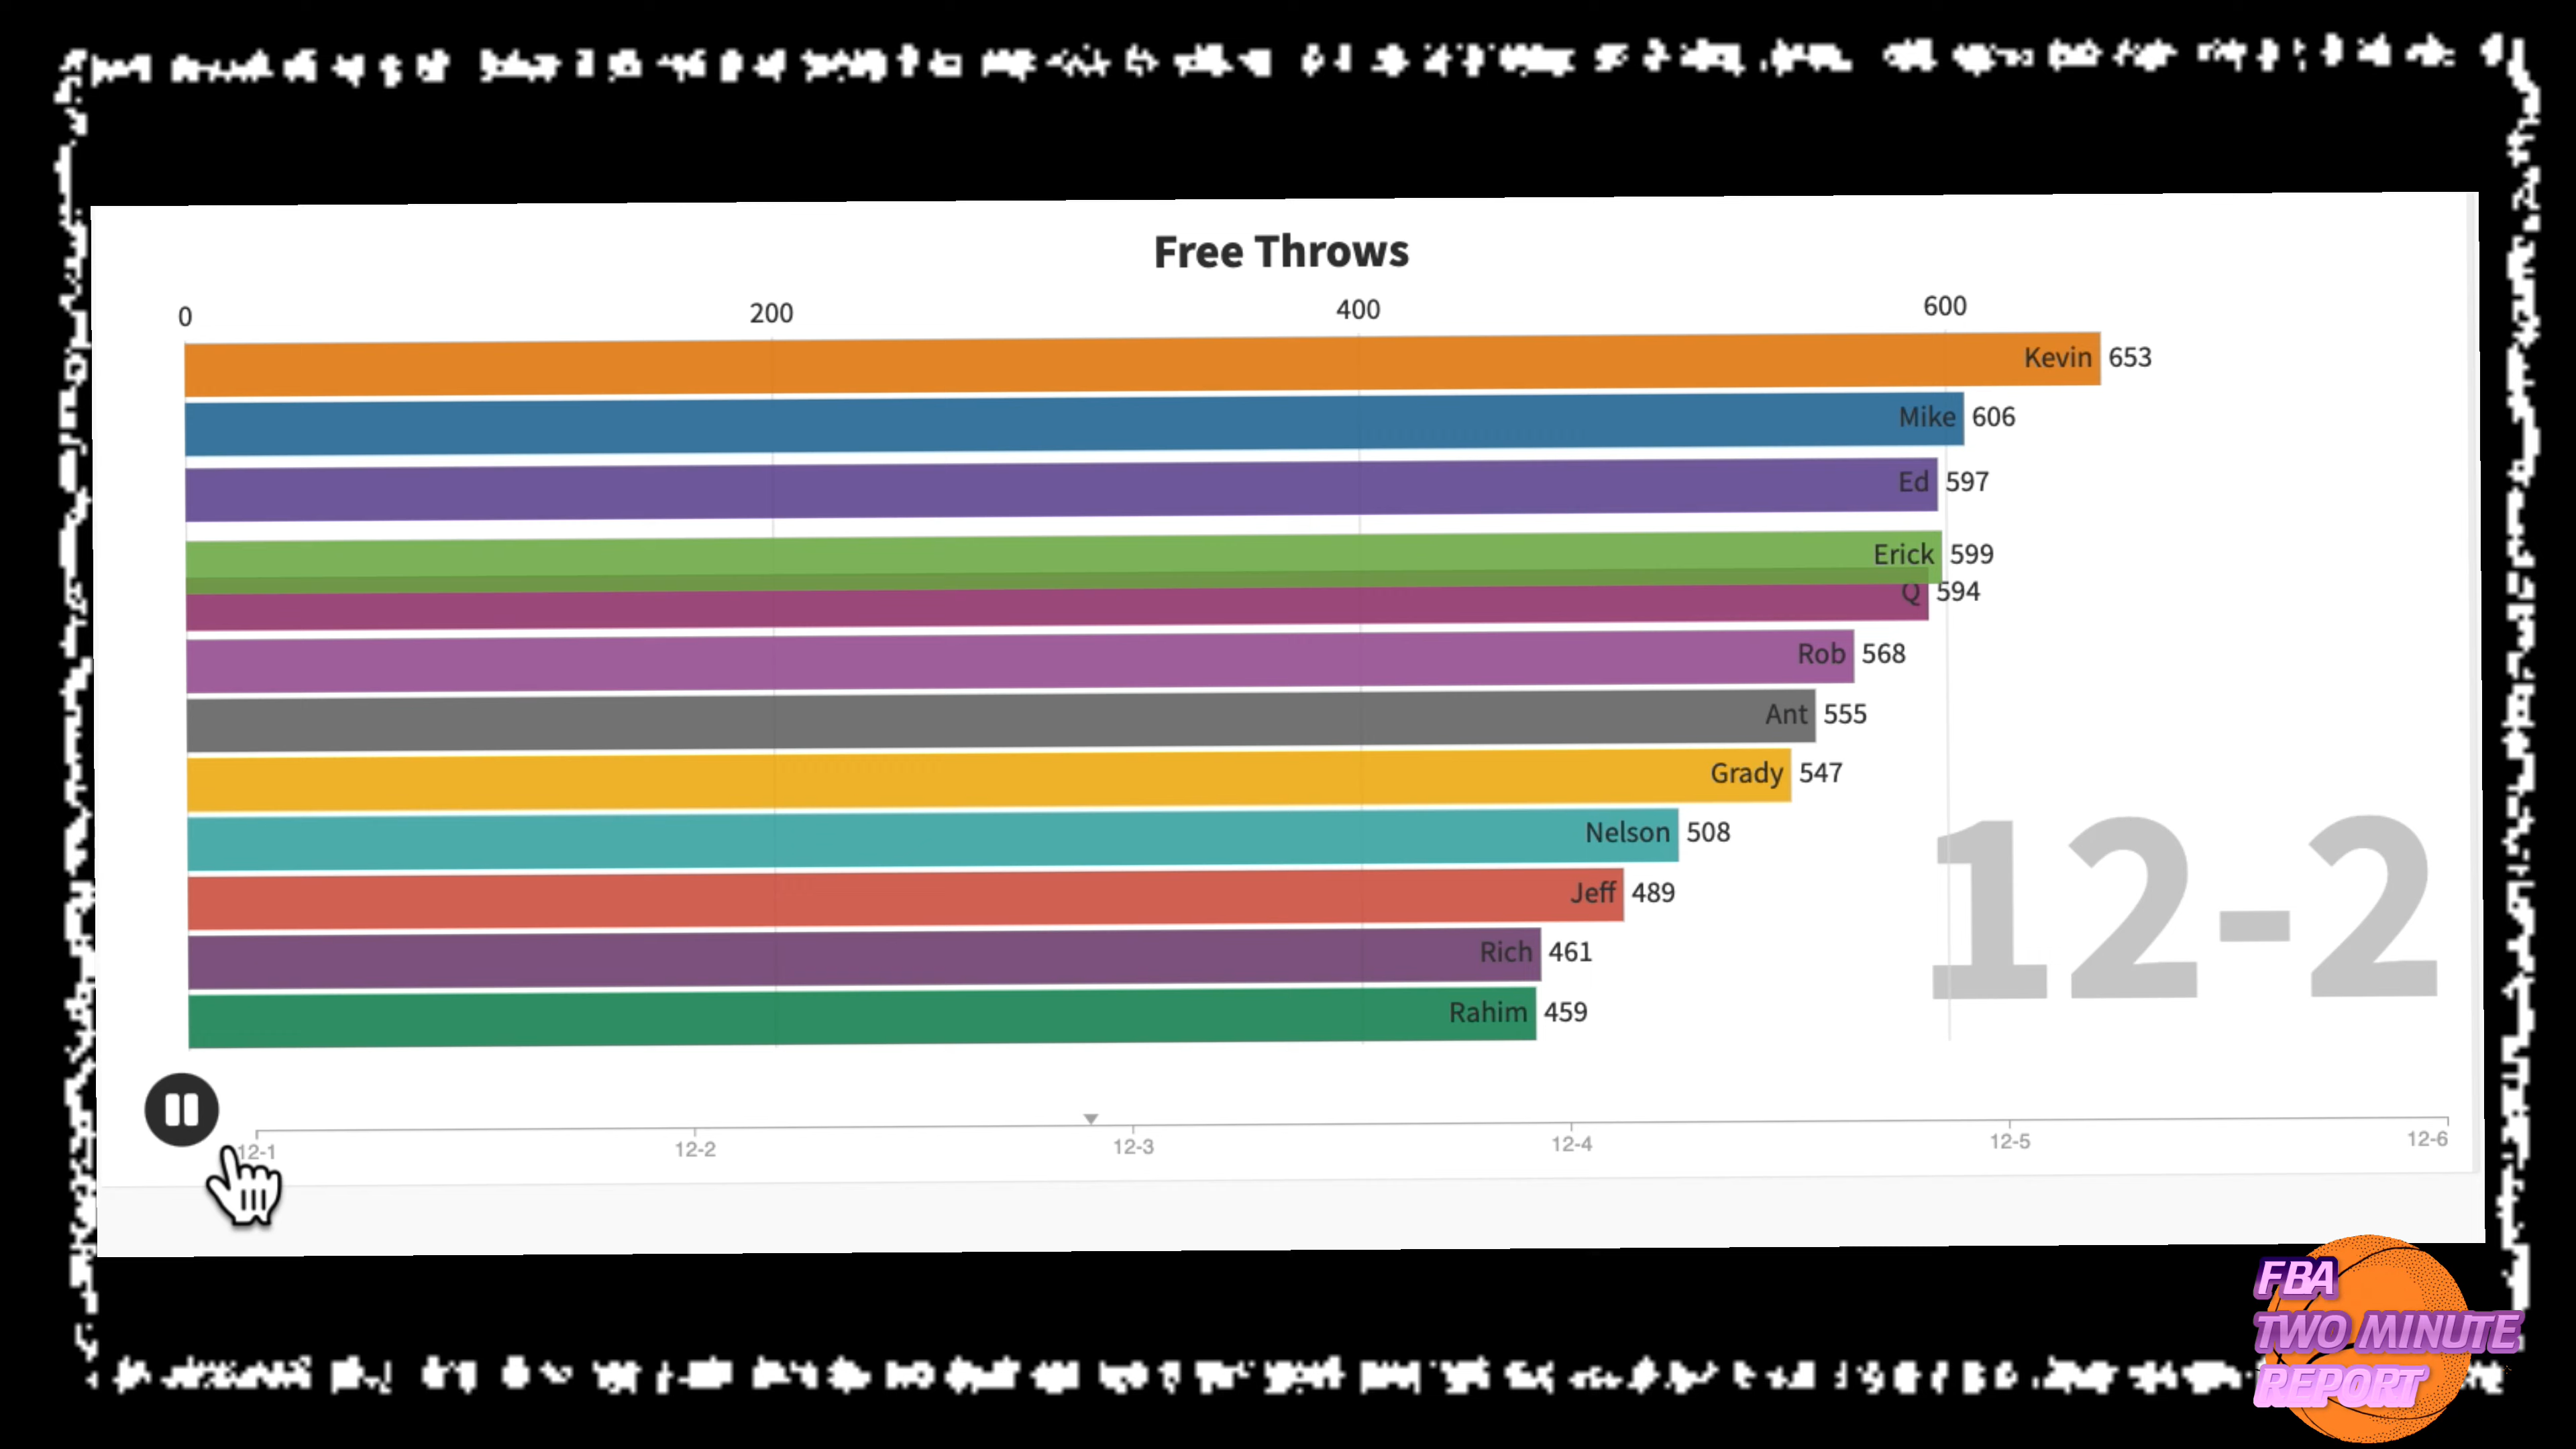 Free Throws
0 200 400 600
Kevin 653
Mike 606
Ed 597
Erick 599
Q 594
Rob 568
Ant 555
Grady 547
Nelson 508
Jeff 489
Rich 461
Rahim 459
12-2
12-1 12-2 12-3 12-4 12-5 12-6
FBA
TWO MINUTE
REPORT